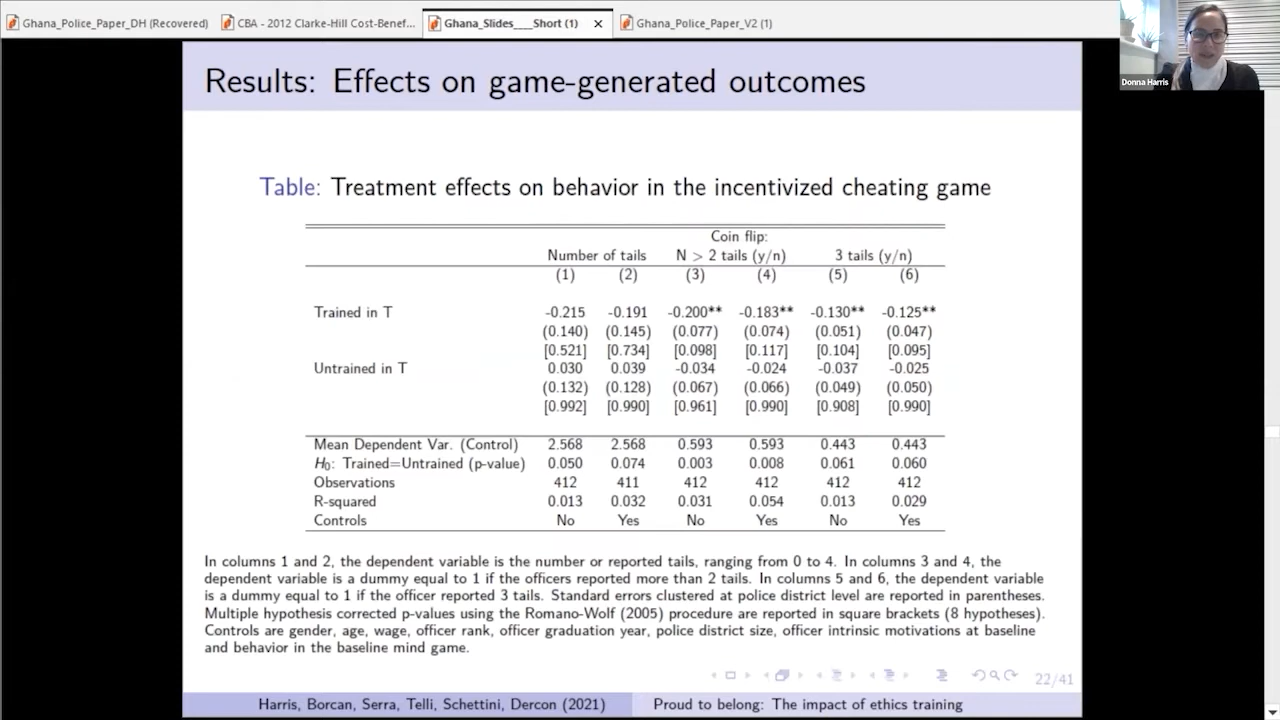 Ghana_Police_Paper_DH (Recovered) CBA - 2012 Clarke-Hill Cost-Benef... Ghana_Slides____Short (1) × Ghana_Police_Paper_V2 (1)
Donna Harris
Results: Effects on game-generated outcomes
Table: Treatment effects on behavior in the incentivized cheating game
Coin flip:
Number of tails N > 2 tails (y/n) 3 tails (y/n)
(1) (2) (3) (4) (5) (6)
Trained in T -0.215 -0.191 -0.200** -0.183** -0.130** -0.125**
(0.140) (0.145) (0.077) (0.074) (0.051) (0.047)
[0.521] [0.734] [0.098] [0.117] [0.104] [0.095]
Untrained in T 0.030 0.039 -0.034 -0.024 -0.037 -0.025
(0.132) (0.128) (0.067) (0.066) (0.049) (0.050)
[0.992] [0.990] [0.961] [0.990] [0.908] [0.990]
Mean Dependent Var. (Control) 2.568 2.568 0.593 0.593 0.443 0.443
H₀: Trained=Untrained (p-value) 0.050 0.074 0.003 0.008 0.061 0.060
Observations 412 411 412 412 412 412
R-squared 0.013 0.032 0.031 0.054 0.013 0.029
Controls No Yes No Yes No Yes
In columns 1 and 2, the dependent variable is the number or reported tails, ranging from 0 to 4. In columns 3 and 4, the
dependent variable is a dummy equal to 1 if the officers reported more than 2 tails. In columns 5 and 6, the dependent variable
is a dummy equal to 1 if the officer reported 3 tails. Standard errors clustered at police district level are reported in parentheses.
Multiple hypothesis corrected p-values using the Romano-Wolf (2005) procedure are reported in square brackets (8 hypotheses).
Controls are gender, age, wage, officer rank, officer graduation year, police district size, officer intrinsic motivations at baseline
and behavior in the baseline mind game.
22/41
Harris, Borcan, Serra, Telli, Schettini, Dercon (2021) Proud to belong: The impact of ethics training